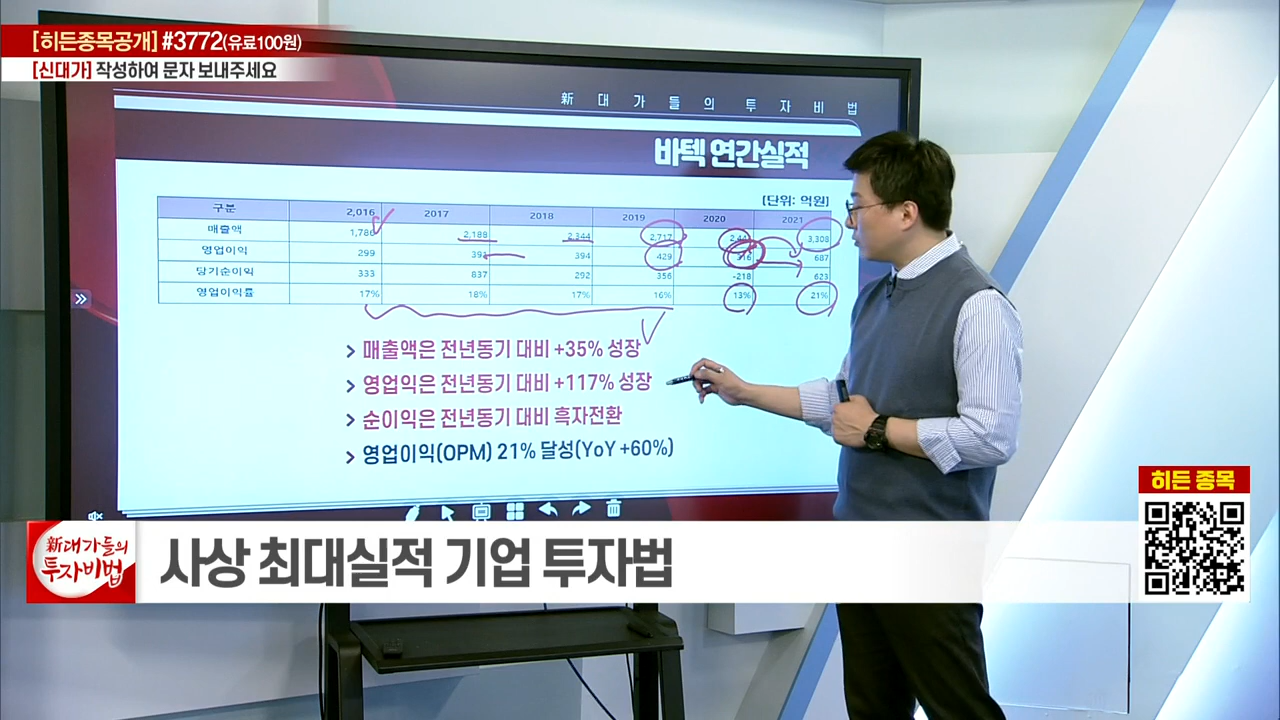 [히든종목공개] #3772(유료100원)
[신대가] 작성하여 문자 보내주세요
新 대 가 들 의 투 자 비 법
바텍 연간실적
[단위: 억원]
구분 2,016 2017 2018 2019 2020 2021
매출액 1,786 2,188 2,344 2,717 3,308
영업이익 299 394 429 687
당기순이익 333 837 292 356 -218 623
영업이익률 17% 18% 17% 16% 13% 21%
> 매출액은 전년동기 대비 +35% 성장
> 영업익은 전년동기 대비 +117% 성장
> 순이익은 전년동기 대비 흑자전환
> 영업이익(OPM) 21% 달성(YoY +60%)
히든 종목
新대가들의
투자비법
사상 최대실적 기업 투자법